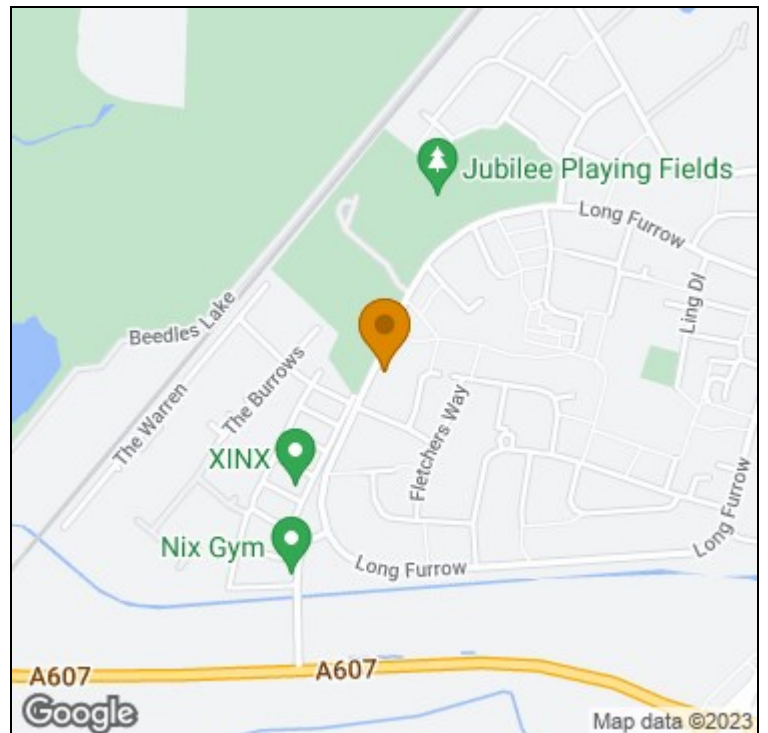 Jubilee Playing Fields
Long Furrow
Ling Dl
Beedles Lake
The Warren
The Burrows
Fletchers Way
XINX
Nix Gym
Long Furrow
Long Furrow
A607
A607
Google
Map data ©2023